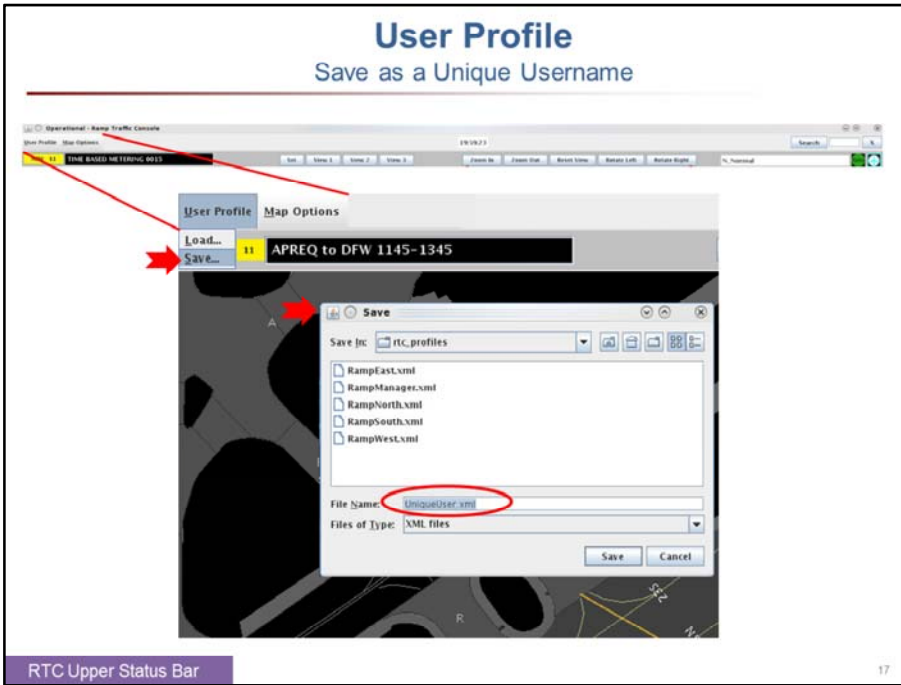 User Profile
Save as a Unique Username
Operational - Ramp Traffic Console
User Profile Map Options 19:59:23 Search X
11 TIME BASED METERING 0015 Set View 1 View 2 View 3 Zoom In Zoom Out Reset View Rotate Left Rotate Right N_Nominal
User Profile Map Options
Load...
Save...
11 APREQ to DFW 1145-1345
A
Save
Save In: rtc_profiles
RampEast.xml
RampManager.xml
RampNorth.xml
RampSouth.xml
RampWest.xml
File Name: UniqueUser.xml
Files of Type: XML files
Save Cancel
R
RTC Upper Status Bar 17